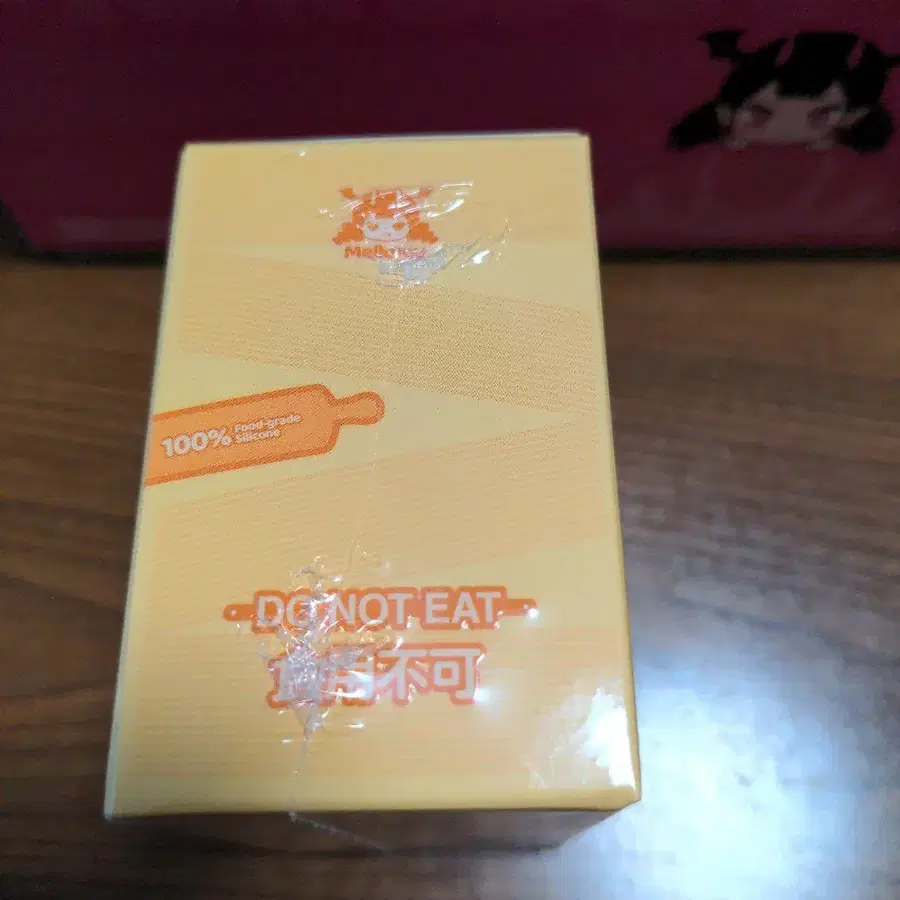 100% Food-grade
Silicone
DO NOT EAT
食用不可